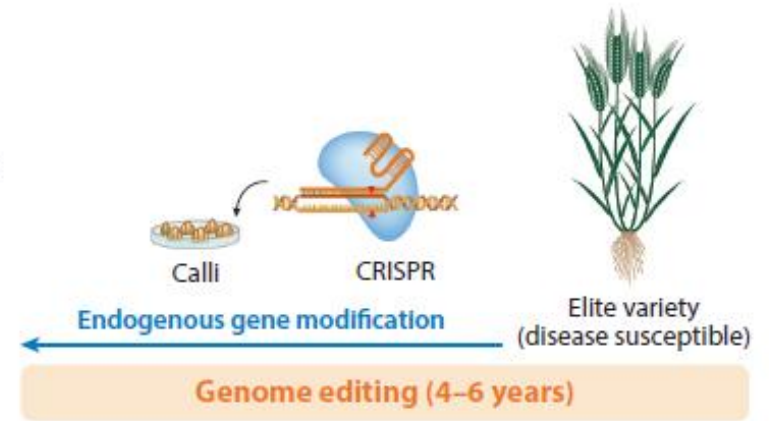 Calli
CRISPR
Elite variety
(disease susceptible)
Endogenous gene modification
Genome editing (4–6 years)